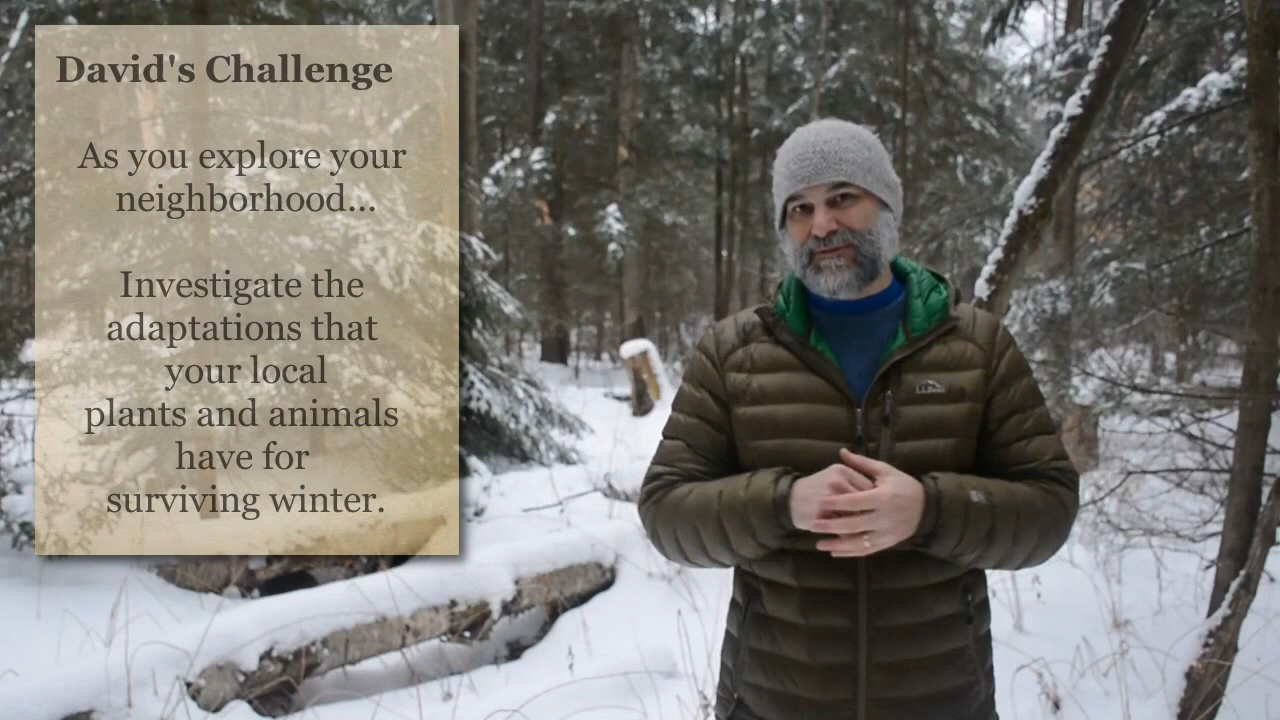 David's Challenge
As you explore your
neighborhood...
Investigate the
adaptations that
your local
plants and animals
have for
surviving winter.